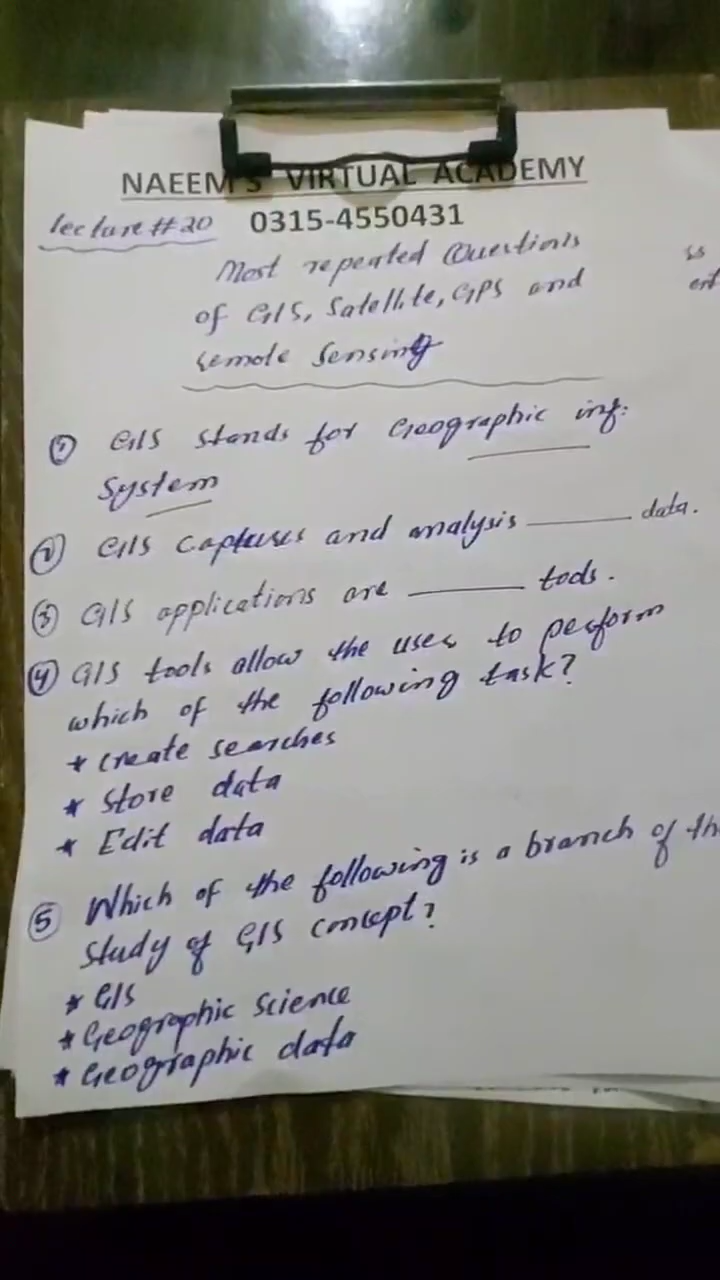 NAEEM'S VIRTUAL ACADEMY
lecture #20 0315-4550431
Most repeated Questions
of GIS, Satellite, GPS and
remote Sensing
① GIS stands for Geographic inf:
System
② GIS captures and analysis ______ data.
③ GIS applications are ______ tools.
④ GIS tools allow the user to perform
which of the following task?
* create searches
* Store data
* Edit data
⑤ Which of the following is a branch of th
Study of GIS concept?
* GIS
* Geographic Science
* Geographic data